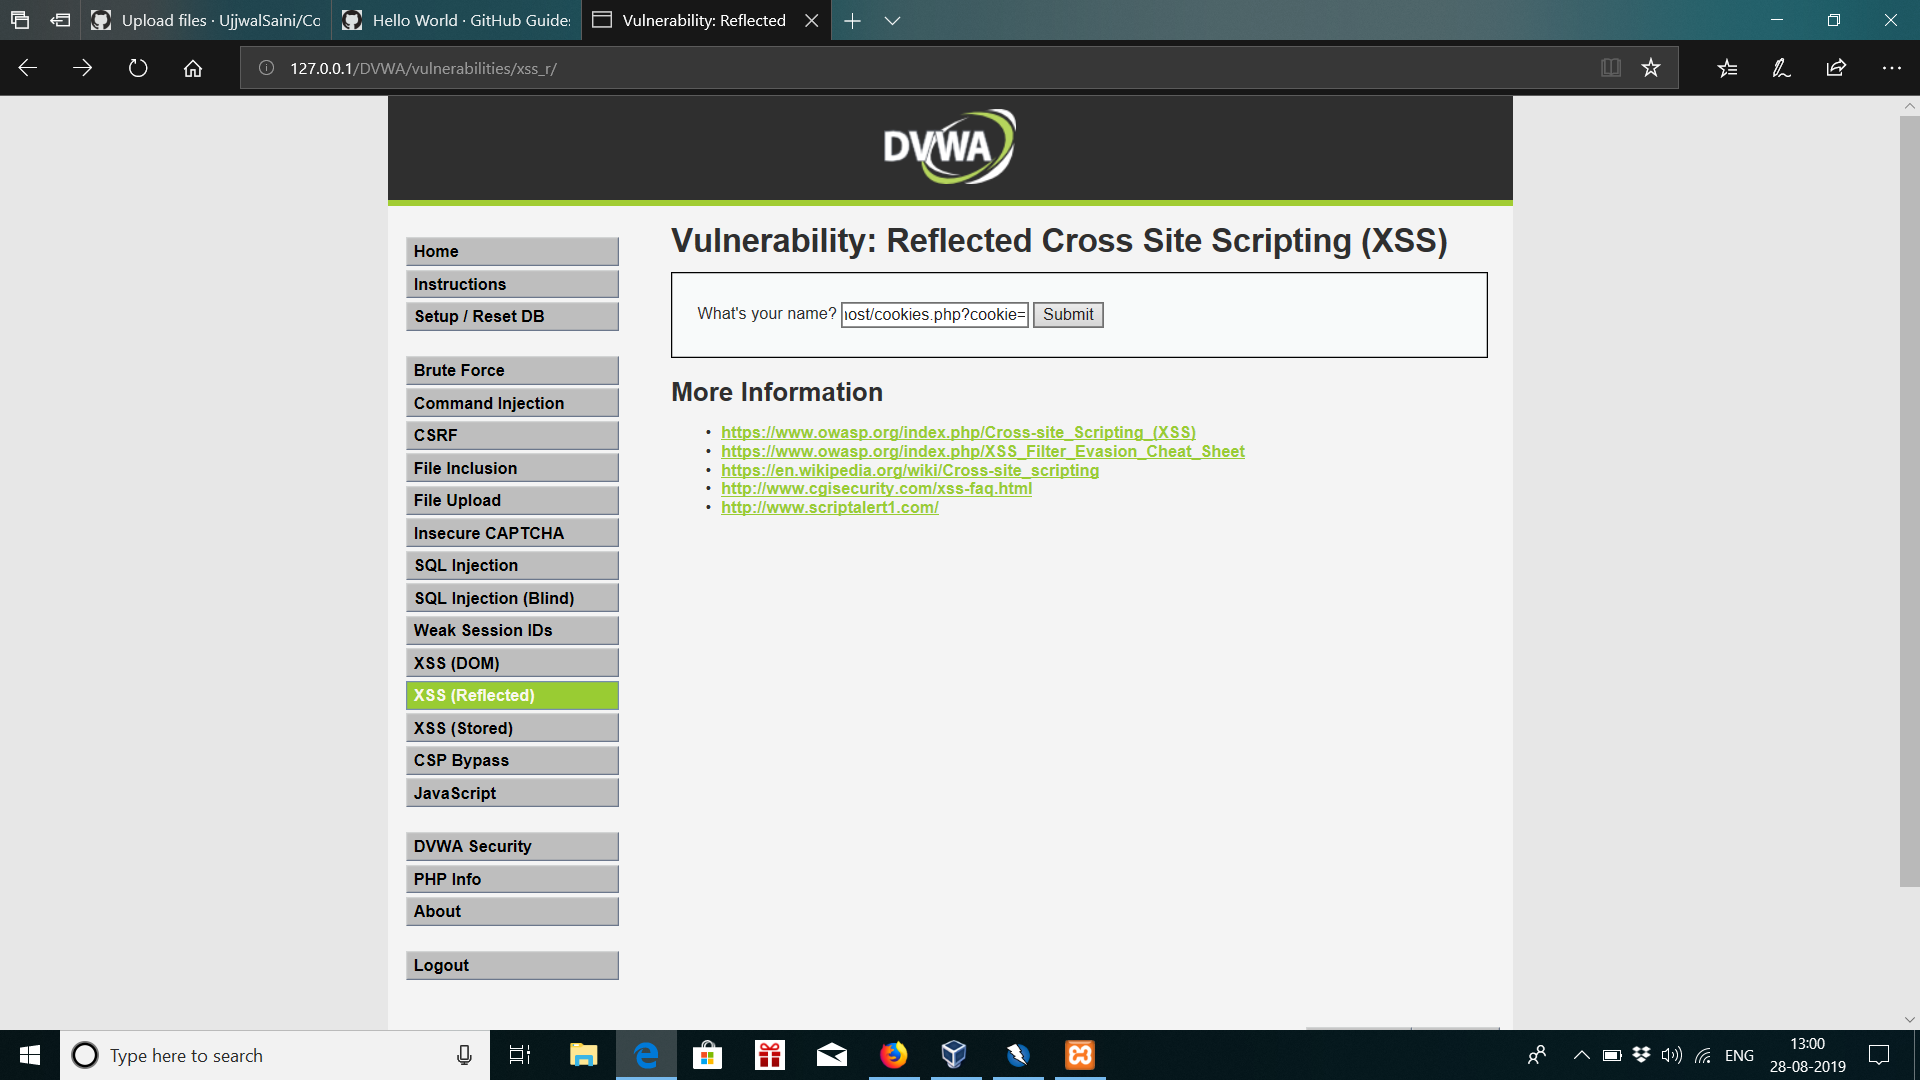 Upload files · UjjwalSaini/Co
Hello World · GitHub Guide
Vulnerability: Reflected
127.0.0.1/DVWA/vulnerabilities/xss_r/
DVWA
Home
Instructions
Setup / Reset DB
Brute Force
Command Injection
CSRF
File Inclusion
File Upload
Insecure CAPTCHA
SQL Injection
SQL Injection (Blind)
Weak Session IDs
XSS (DOM)
XSS (Reflected)
XSS (Stored)
CSP Bypass
JavaScript
DVWA Security
PHP Info
About
Logout
Vulnerability: Reflected Cross Site Scripting (XSS)
What's your name? ost/cookies.php?cookie= Submit
More Information
• https://www.owasp.org/index.php/Cross-site_Scripting_(XSS)
• https://www.owasp.org/index.php/XSS_Filter_Evasion_Cheat_Sheet
• https://en.wikipedia.org/wiki/Cross-site_scripting
• http://www.cgisecurity.com/xss-faq.html
• http://www.scriptalert1.com/
Type here to search
ENG
13:00
28-08-2019